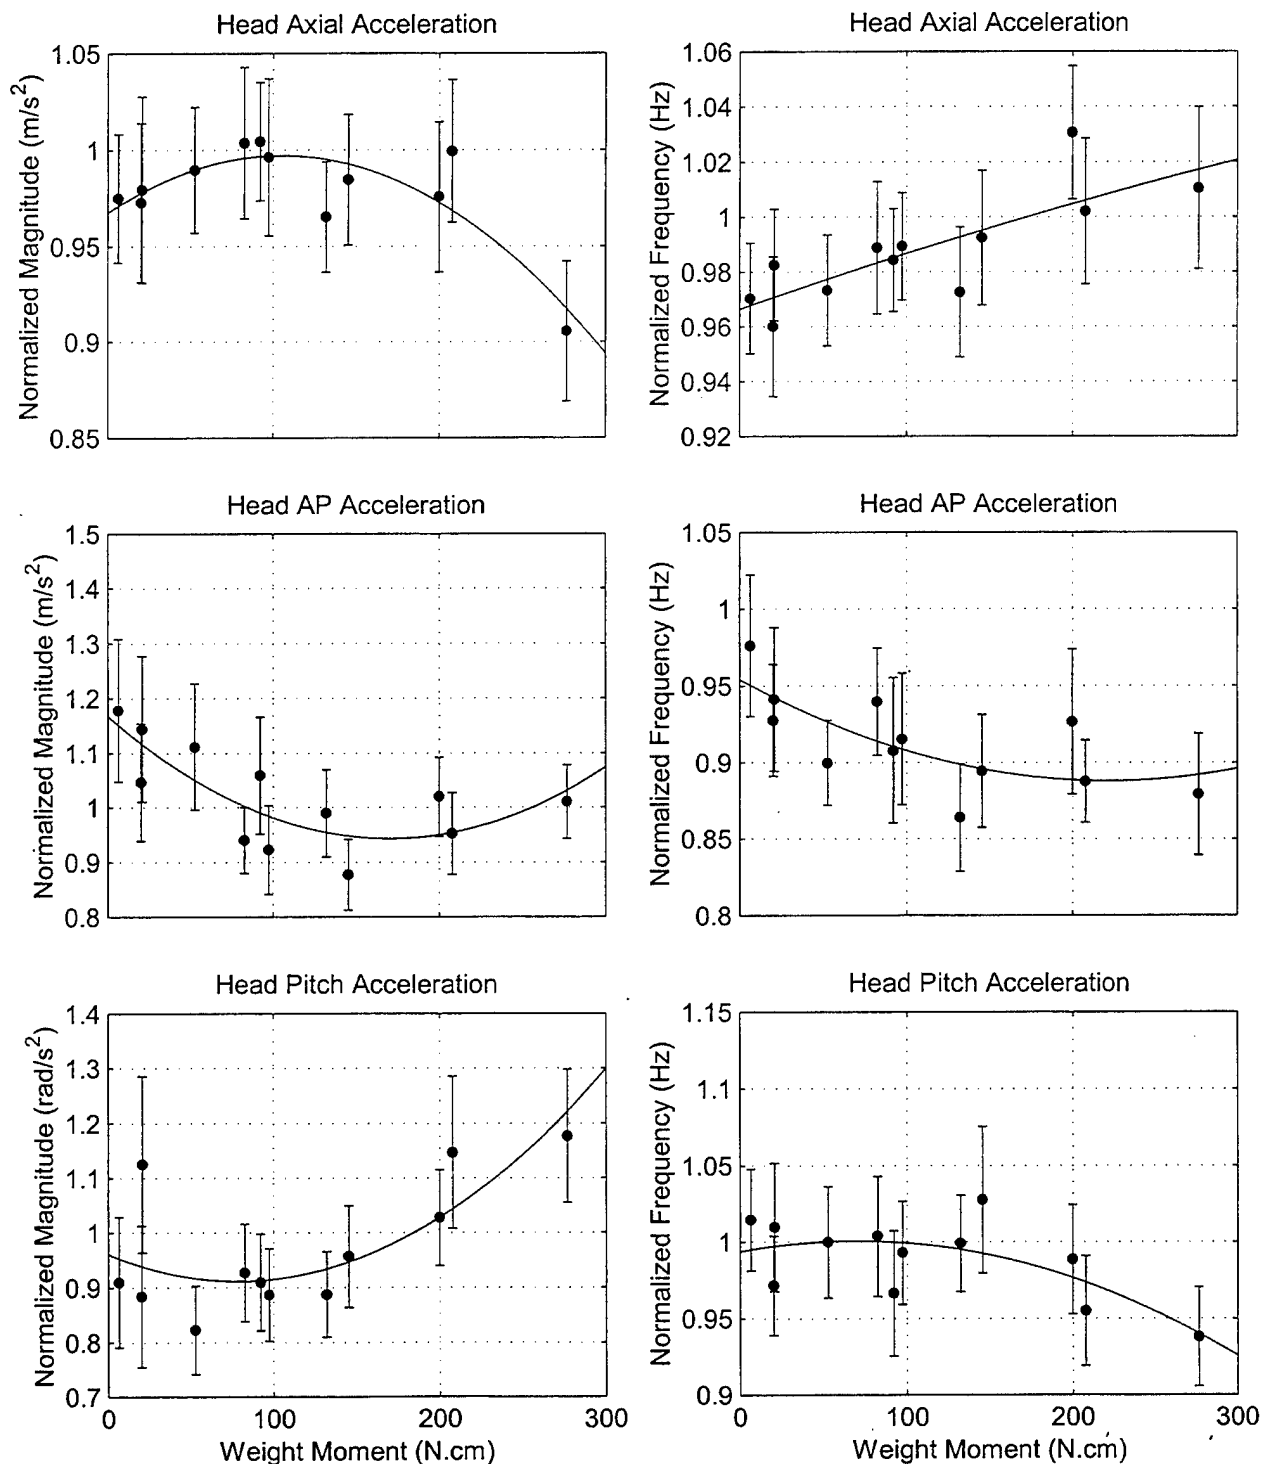 Head Axial Acceleration
Normalized Magnitude (m/s²)
1.05
1
0.95
0.9
0.85
Head Axial Acceleration
Normalized Frequency (Hz)
1.06
1.04
1.02
1
0.98
0.96
0.94
0.92
Head AP Acceleration
Normalized Magnitude (m/s²)
1.5
1.4
1.3
1.2
1.1
1
0.9
0.8
Head AP Acceleration
Normalized Frequency (Hz)
1.05
1
0.95
0.9
0.85
0.8
Head Pitch Acceleration
Normalized Magnitude (rad/s²)
1.4
1.3
1.2
1.1
1
0.9
0.8
0.7
0 100 200 300
Weight Moment (N.cm)
Head Pitch Acceleration
Normalized Frequency (Hz)
1.15
1.1
1.05
1
0.95
0.9
0 100 200 300
Weight Moment (N.cm)